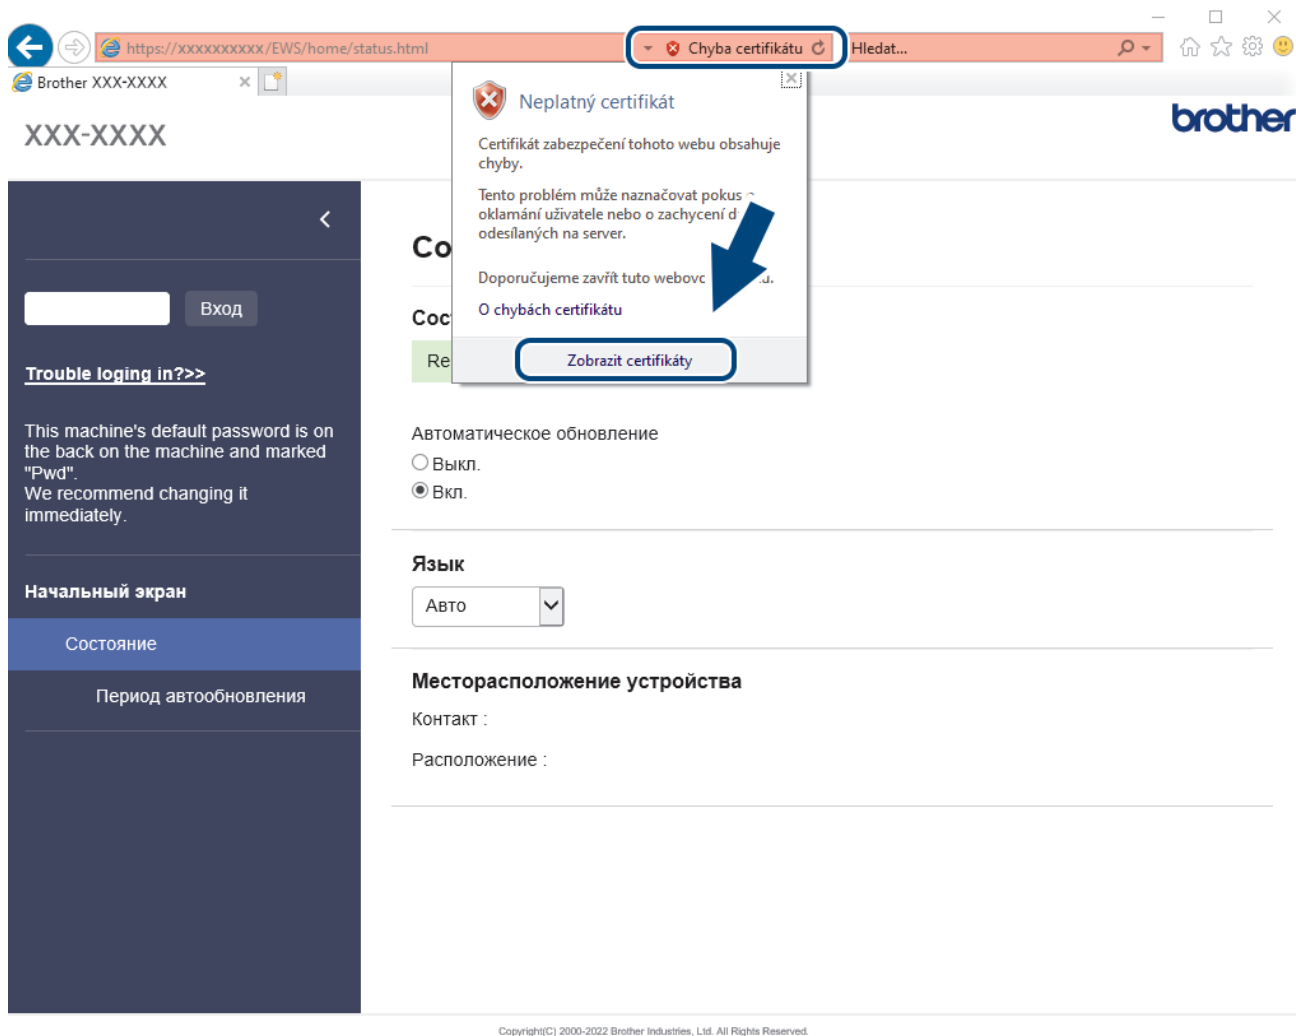 https://xxxxxxxxxx/EWS/home/status.html
Chyba certifikátu
Hledat...
Brother XXX-XXXX
XXX-XXXX
brother
Neplatný certifikát
Certifikát zabezpečení tohoto webu obsahuje
chyby.
Tento problém může naznačovat pokus
oklamání uživatele nebo o zachycení
odesílaných na server.
Doporučujeme zavřít tuto
O chybách certifikátu
Zobrazit certifikáty
Вход
Trouble loging in?>>
This machine's default password is on
the back on the machine and marked
"Pwd".
We recommend changing it
immediately.
Начальный экран
Состояние
Период автообновления
Автоматическое обновление
Выкл.
Вкл.
Язык
Авто
Месторасположение устройства
Контакт :
Расположение :
Copyright(C) 2000-2022 Brother Industries, Ltd. All Rights Reserved.